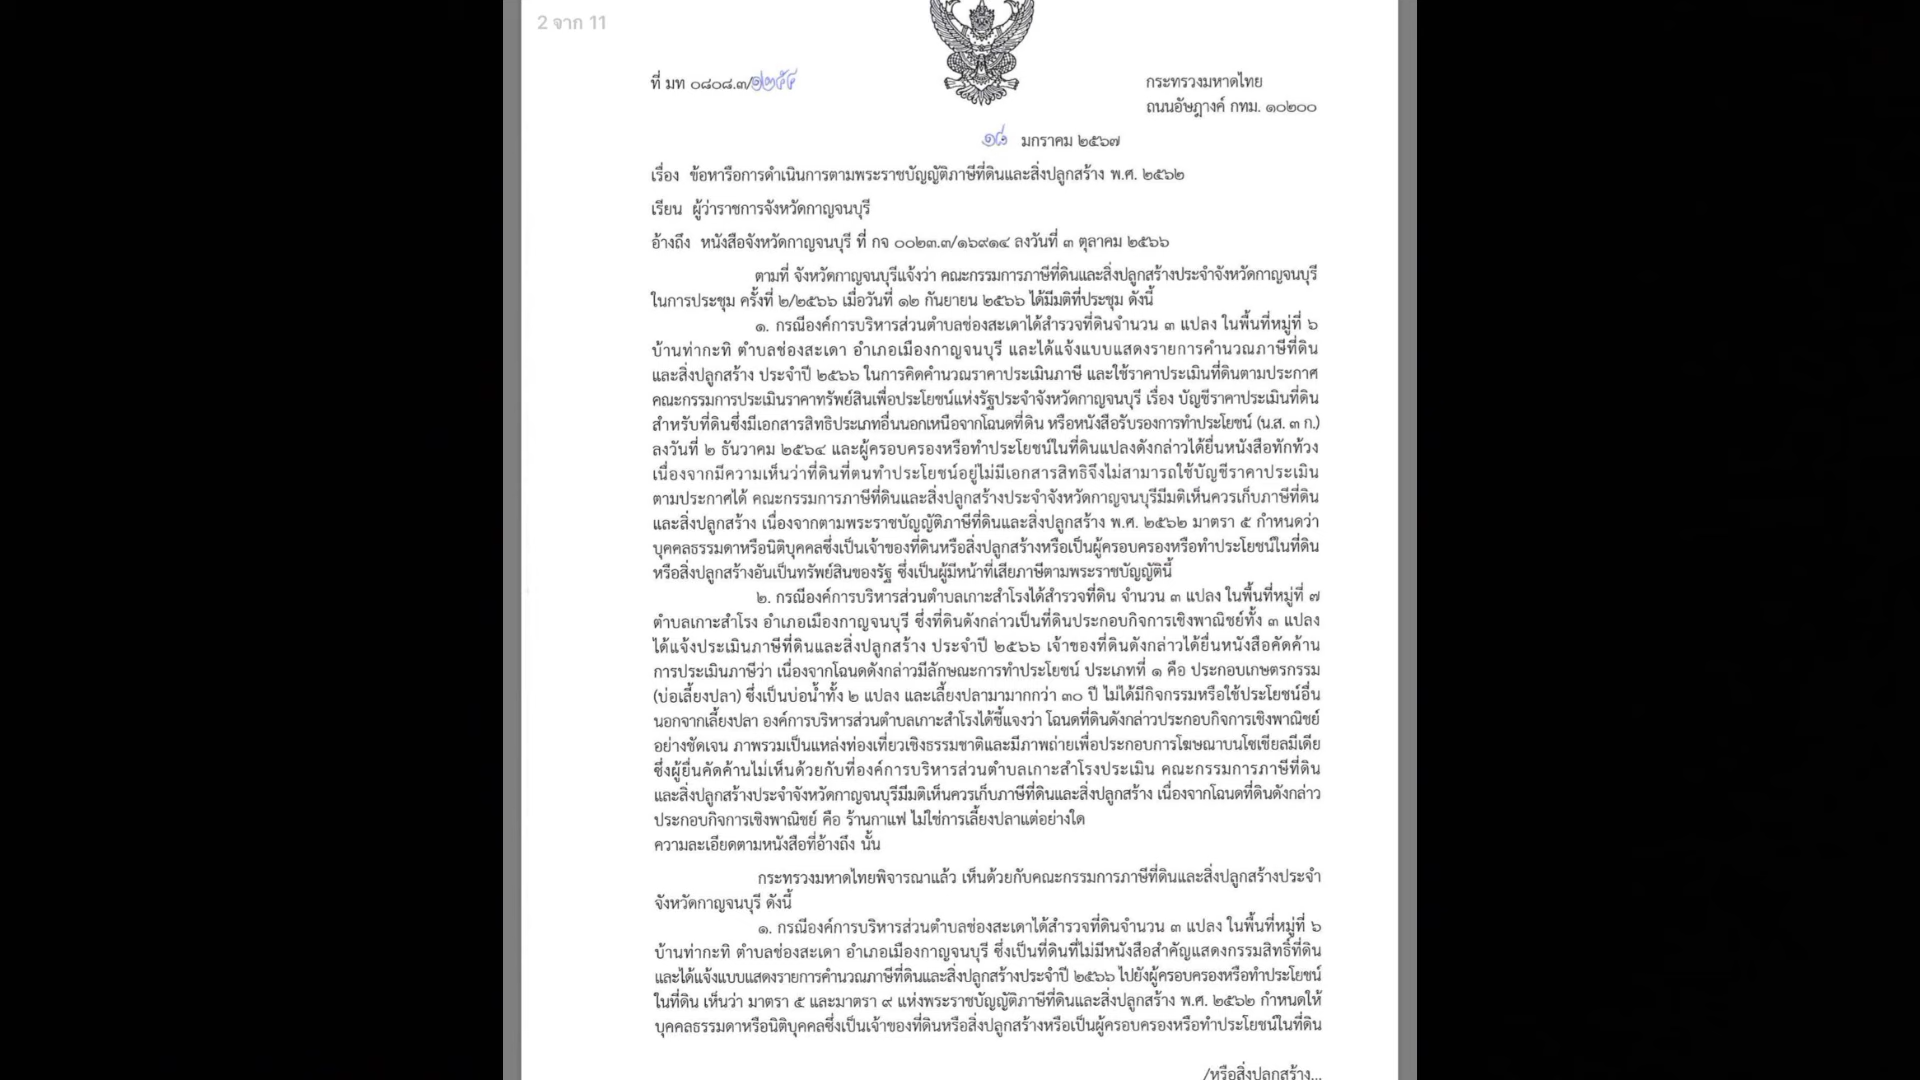 2 จาก 11
ที่ มท ๐๘๐๘.๓/๑๒๕๔
กระทรวงมหาดไทย
ถนนอัษฎางค์ กทม. ๑๐๒๐๐
๑๘ มกราคม ๒๕๖๗
เรื่อง ข้อหารือการดำเนินการตามพระราชบัญญัติภาษีที่ดินและสิ่งปลูกสร้าง พ.ศ. ๒๕๖๒
เรียน ผู้ว่าราชการจังหวัดกาญจนบุรี
อ้างถึง หนังสือจังหวัดกาญจนบุรี ที่ กจ ๐๐๒๓.๓/๑๖๙๑๔ ลงวันที่ ๓ ตุลาคม ๒๕๖๖
ตามที่ จังหวัดกาญจนบุรีแจ้งว่า คณะกรรมการภาษีที่ดินและสิ่งปลูกสร้างประจำจังหวัดกาญจนบุรี
ในการประชุม ครั้งที่ ๒/๒๕๖๖ เมื่อวันที่ ๑๒ กันยายน ๒๕๖๖ ได้มีมติที่ประชุม ดังนี้
๑. กรณีองค์การบริหารส่วนตำบลช่องสะเดาได้สำรวจที่ดินจำนวน ๓ แปลง ในพื้นที่หมู่ที่ ๖
บ้านท่ากะทิ ตำบลช่องสะเดา อำเภอเมืองกาญจนบุรี และได้แจ้งแบบแสดงรายการคำนวณภาษีที่ดิน
และสิ่งปลูกสร้าง ประจำปี ๒๕๖๖ ในการคิดคำนวณราคาประเมินภาษี และใช้ราคาประเมินที่ดินตามประกาศ
คณะกรรมการประเมินราคาทรัพย์สินเพื่อประโยชน์แห่งรัฐประจำจังหวัดกาญจนบุรี เรื่อง บัญชีราคาประเมินที่ดิน
สำหรับที่ดินซึ่งมีเอกสารสิทธิประเภทอื่นนอกเหนือจากโฉนดที่ดิน หรือหนังสือรับรองการทำประโยชน์ (น.ส. ๓ ก.)
ลงวันที่ ๒ ธันวาคม ๒๕๖๔ และผู้ครอบครองหรือทำประโยชน์ในที่ดินแปลงดังกล่าวได้ยื่นหนังสือทักท้วง
เนื่องจากมีความเห็นว่าที่ดินที่ตนทำประโยชน์อยู่ไม่มีเอกสารสิทธิจึงไม่สามารถใช้บัญชีราคาประเมิน
ตามประกาศได้ คณะกรรมการภาษีที่ดินและสิ่งปลูกสร้างประจำจังหวัดกาญจนบุรีมีมติเห็นควรเก็บภาษีที่ดิน
และสิ่งปลูกสร้าง เนื่องจากตามพระราชบัญญัติภาษีที่ดินและสิ่งปลูกสร้าง พ.ศ. ๒๕๖๒ มาตรา ๕ กำหนดว่า
บุคคลธรรมดาหรือนิติบุคคลซึ่งเป็นเจ้าของที่ดินหรือสิ่งปลูกสร้างหรือเป็นผู้ครอบครองหรือทำประโยชน์ในที่ดิน
หรือสิ่งปลูกสร้างอันเป็นทรัพย์สินของรัฐ ซึ่งเป็นผู้มีหน้าที่เสียภาษีตามพระราชบัญญัตินี้
๒. กรณีองค์การบริหารส่วนตำบลเกาะสำโรงได้สำรวจที่ดิน จำนวน ๓ แปลง ในพื้นที่หมู่ที่ ๗
ตำบลเกาะสำโรง อำเภอเมืองกาญจนบุรี ซึ่งที่ดินดังกล่าวเป็นที่ดินประกอบกิจการเชิงพาณิชย์ทั้ง ๓ แปลง
ได้แจ้งประเมินภาษีที่ดินและสิ่งปลูกสร้าง ประจำปี ๒๕๖๖ เจ้าของที่ดินดังกล่าวได้ยื่นหนังสือคัดค้าน
การประเมินภาษีว่า เนื่องจากโฉนดดังกล่าวมีลักษณะการทำประโยชน์ ประเภทที่ ๑ คือ ประกอบเกษตรกรรม
(บ่อเลี้ยงปลา) ซึ่งเป็นบ่อน้ำทั้ง ๒ แปลง และเลี้ยงปลามามากกว่า ๓๐ ปี ไม่ได้มีกิจกรรมหรือใช้ประโยชน์อื่น
นอกจากเลี้ยงปลา องค์การบริหารส่วนตำบลเกาะสำโรงได้ชี้แจงว่า โฉนดที่ดินดังกล่าวประกอบกิจการเชิงพาณิชย์
อย่างชัดเจน ภาพรวมเป็นแหล่งท่องเที่ยวเชิงธรรมชาติและมีภาพถ่ายเพื่อประกอบการโฆษณาบนโซเชียลมีเดีย
ซึ่งผู้ยื่นคัดค้านไม่เห็นด้วยกับที่องค์การบริหารส่วนตำบลเกาะสำโรงประเมิน คณะกรรมการภาษีที่ดิน
และสิ่งปลูกสร้างประจำจังหวัดกาญจนบุรีมีมติเห็นควรเก็บภาษีที่ดินและสิ่งปลูกสร้าง เนื่องจากโฉนดที่ดินดังกล่าว
ประกอบกิจการเชิงพาณิชย์ คือ ร้านกาแฟ ไม่ใช่การเลี้ยงปลาแต่อย่างใด
ความละเอียดตามหนังสือที่อ้างถึง นั้น
กระทรวงมหาดไทยพิจารณาแล้ว เห็นด้วยกับคณะกรรมการภาษีที่ดินและสิ่งปลูกสร้างประจำ
จังหวัดกาญจนบุรี ดังนี้
๑. กรณีองค์การบริหารส่วนตำบลช่องสะเดาได้สำรวจที่ดินจำนวน ๓ แปลง ในพื้นที่หมู่ที่ ๖
บ้านท่ากะทิ ตำบลช่องสะเดา อำเภอเมืองกาญจนบุรี ซึ่งเป็นที่ดินที่ไม่มีหนังสือสำคัญแสดงกรรมสิทธิ์ที่ดิน
และได้แจ้งแบบแสดงรายการคำนวณภาษีที่ดินและสิ่งปลูกสร้างประจำปี ๒๕๖๖ ไปยังผู้ครอบครองหรือทำประโยชน์
ในที่ดิน เห็นว่า มาตรา ๕ และมาตรา ๙ แห่งพระราชบัญญัติภาษีที่ดินและสิ่งปลูกสร้าง พ.ศ. ๒๕๖๒ กำหนดให้
บุคคลธรรมดาหรือนิติบุคคลซึ่งเป็นเจ้าของที่ดินหรือสิ่งปลูกสร้างหรือเป็นผู้ครอบครองหรือทำประโยชน์ในที่ดิน
/หรือสิ่งปลูกสร้าง...